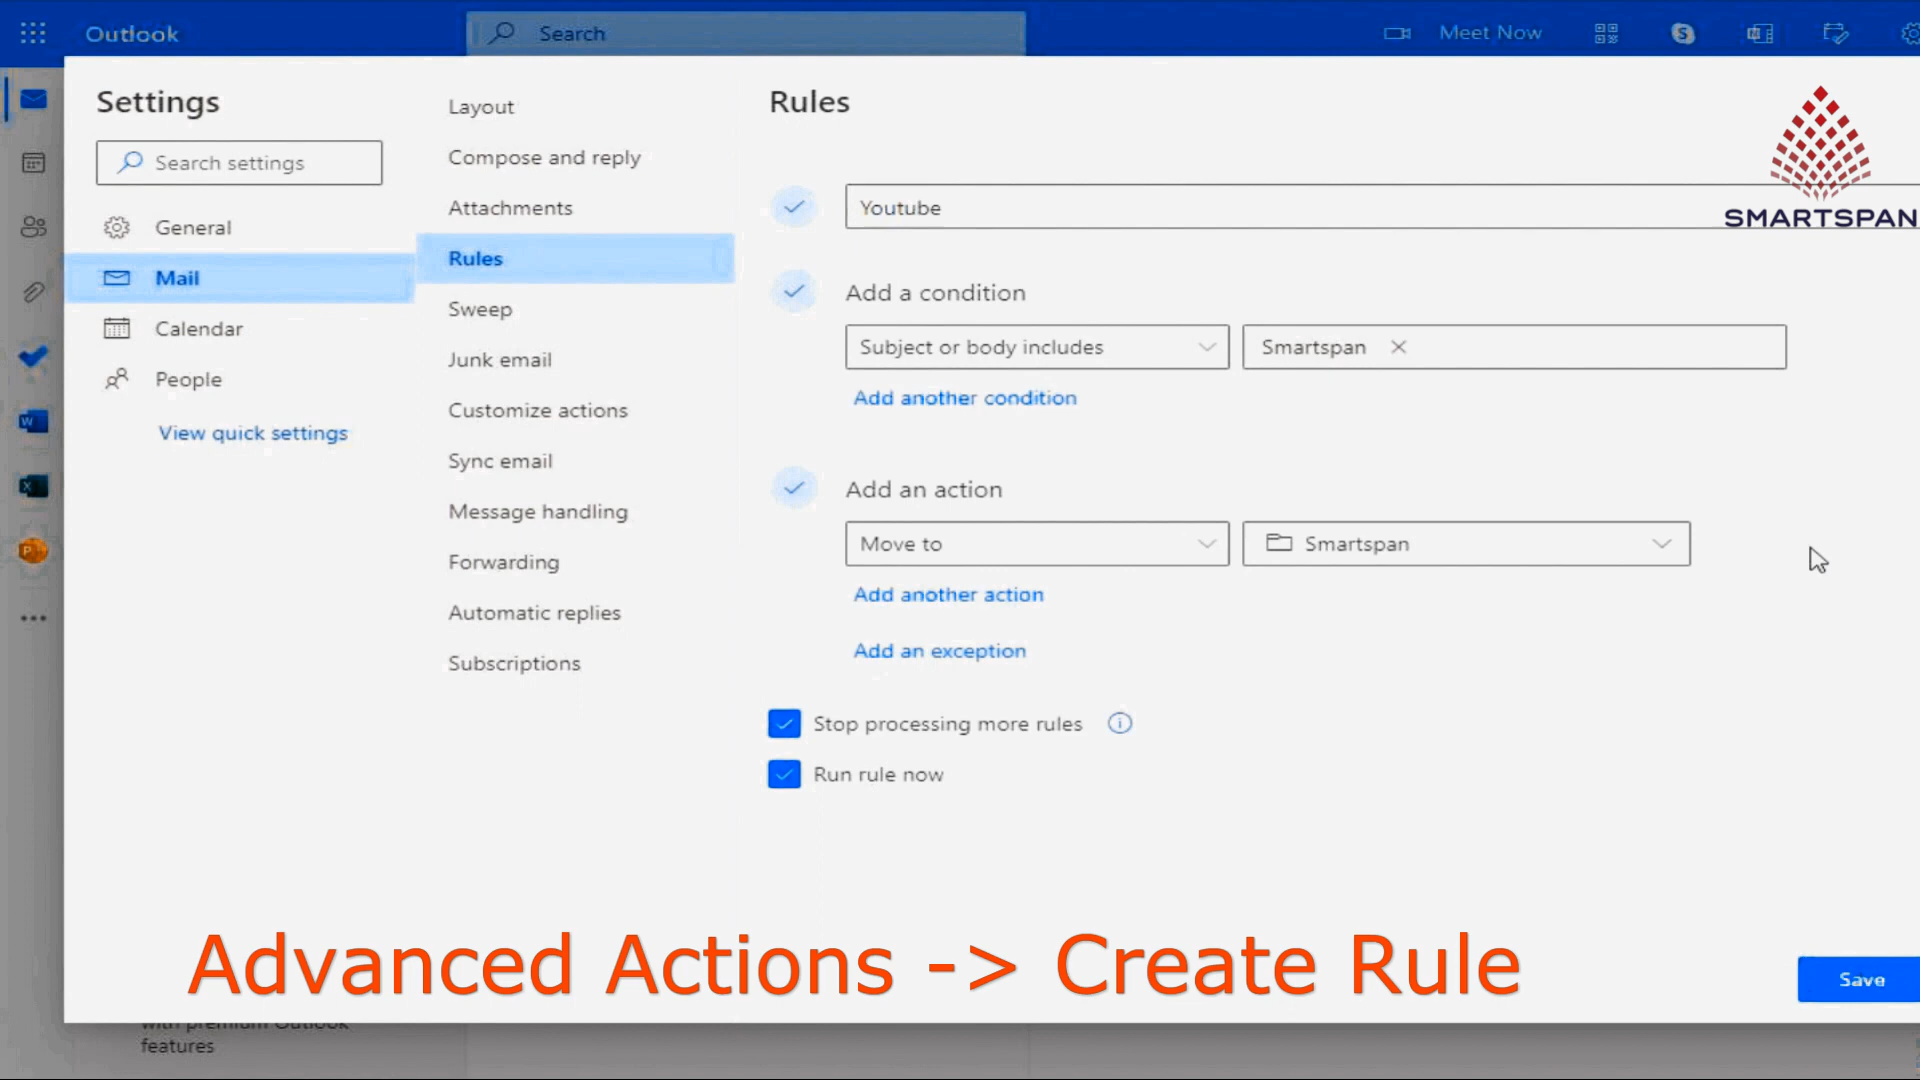 Outlook
Search
Meet Now
Settings
Search settings
General
Mail
Calendar
People
View quick settings
Layout
Compose and reply
Attachments
Rules
Sweep
Junk email
Customize actions
Sync email
Message handling
Forwarding
Automatic replies
Subscriptions
Rules
SMARTSPAN
Youtube
Add a condition
Subject or body includes
Smartspan
Add another condition
Add an action
Move to
Smartspan
Add another action
Add an exception
Stop processing more rules
Run rule now
Advanced Actions -> Create Rule
Save
with premium Outlook
features